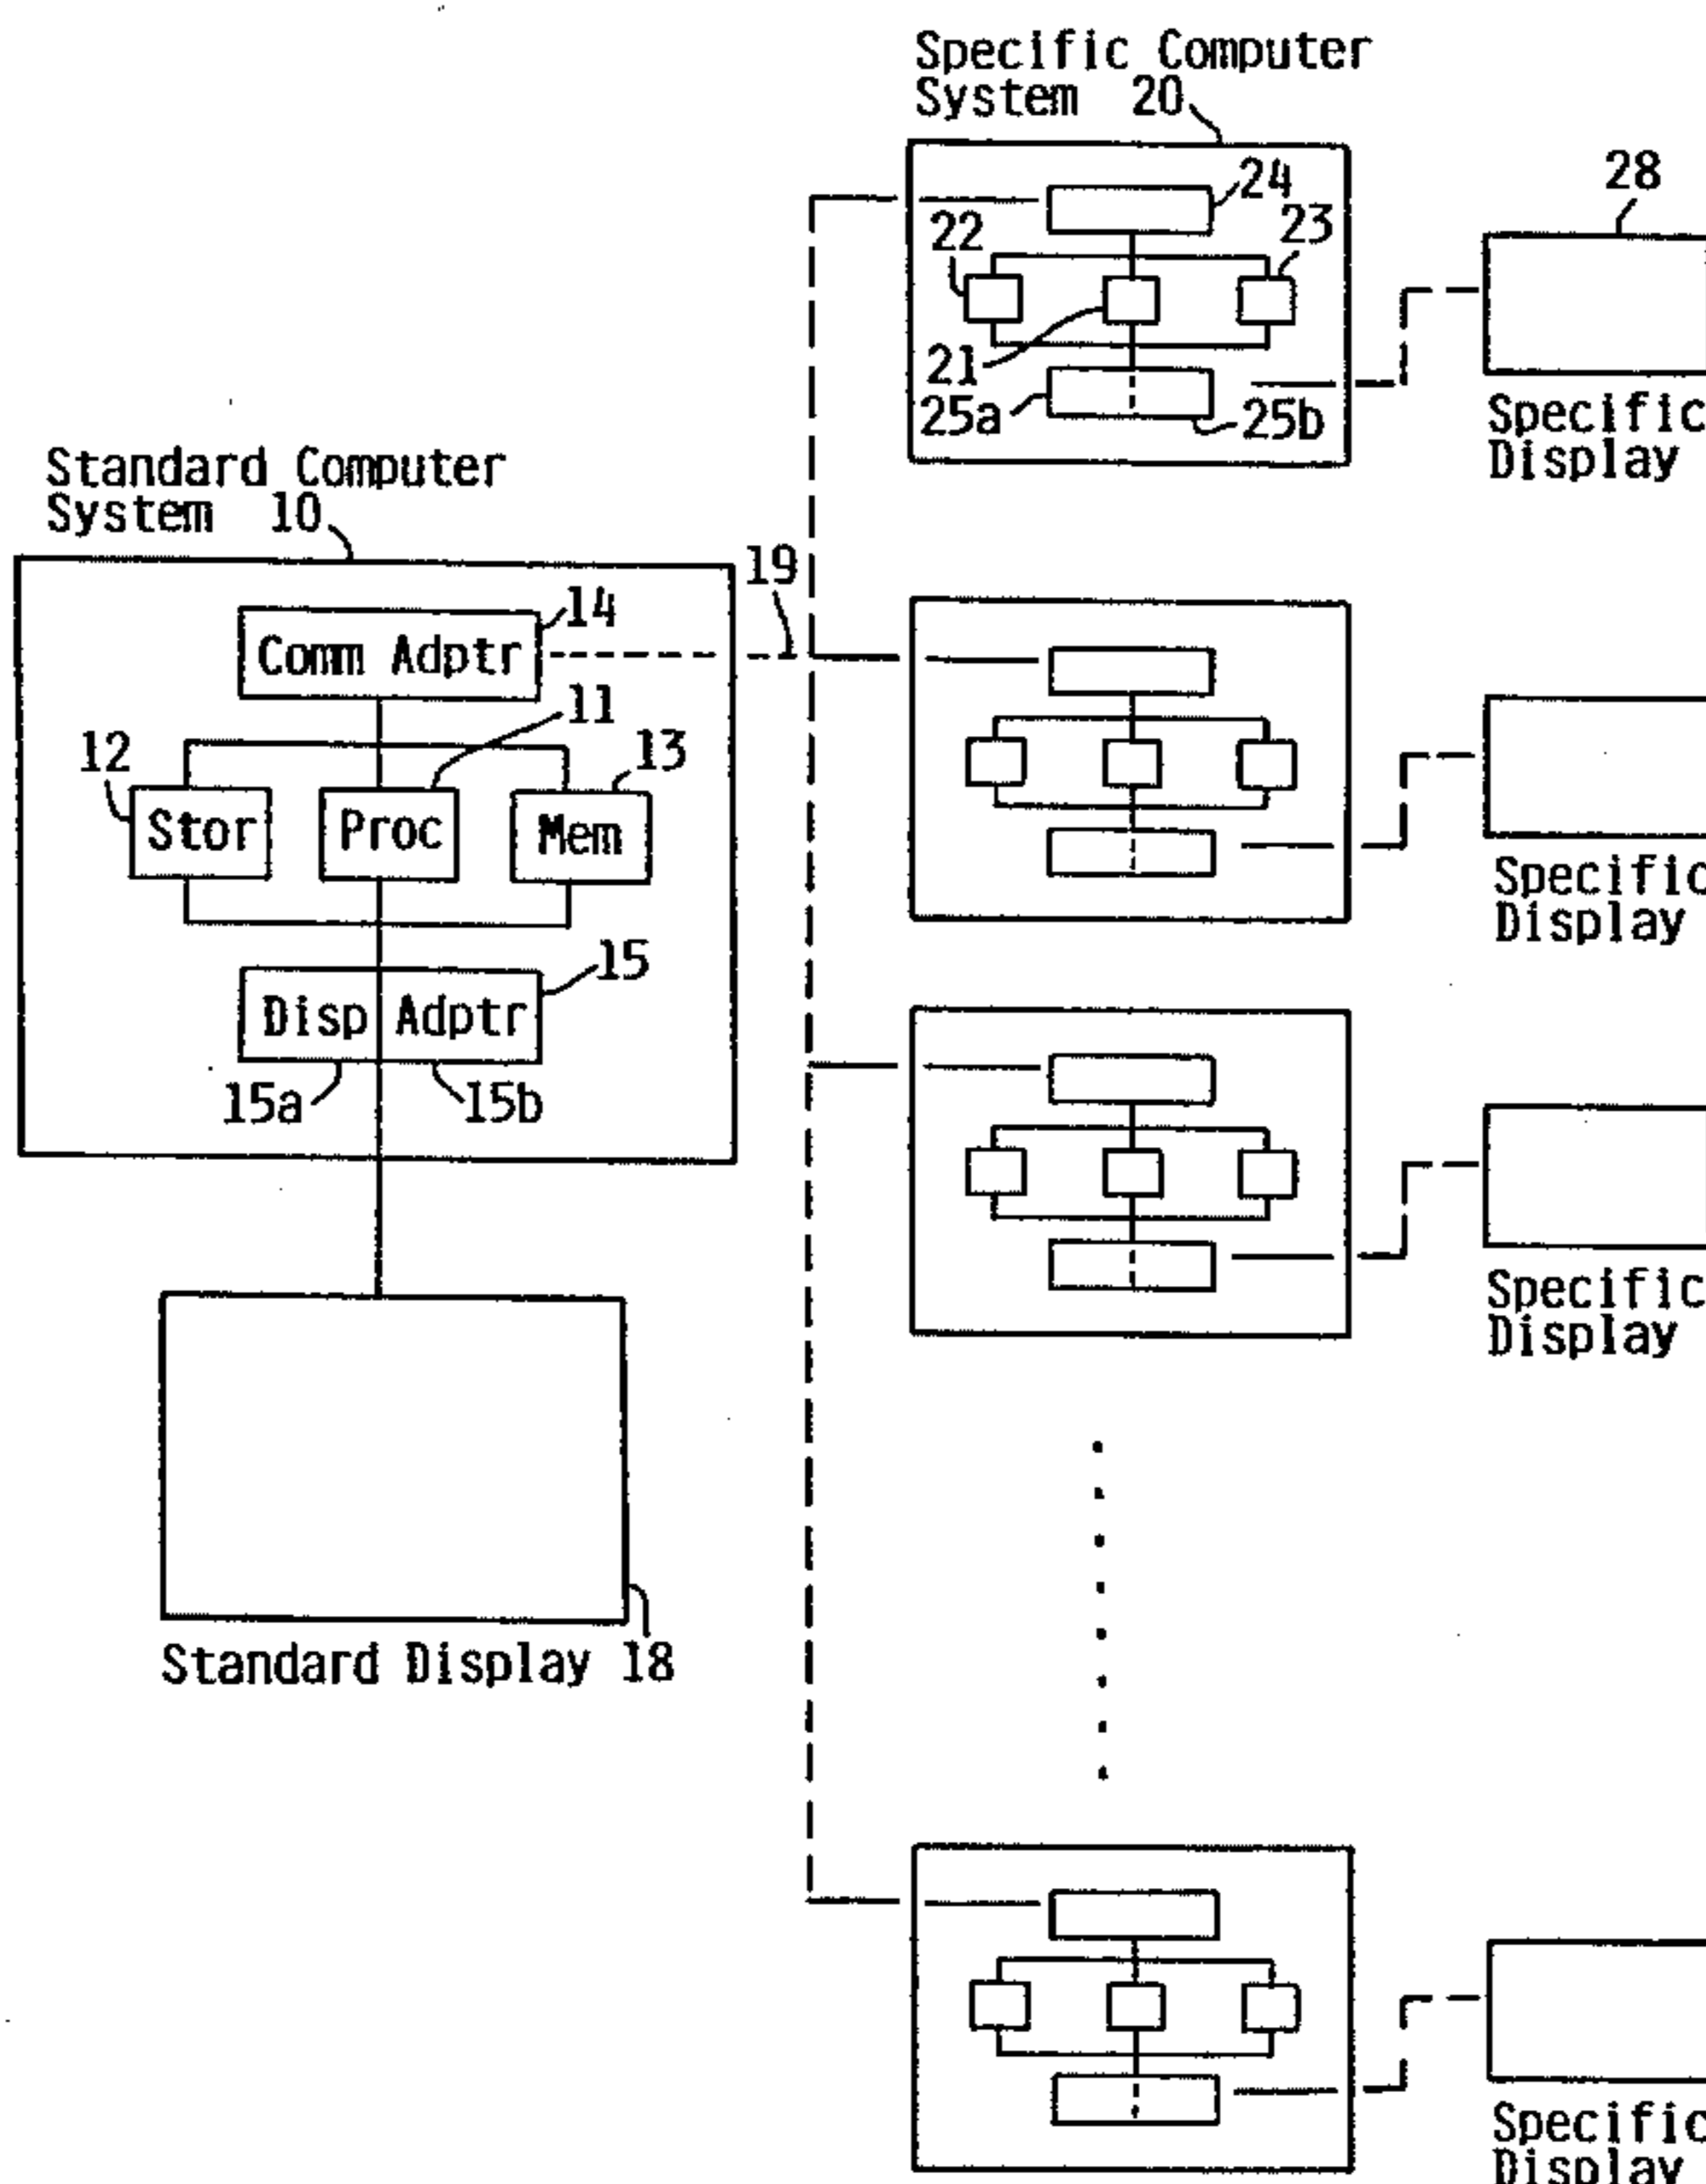 Specific Computer
System 20
24
28
22
23
21
25a
25b
Specific
Display
Standard Computer
System 10
19
14
Comm Adptr
11
12
13
Stor
Proc
Mem
Specific
Display
15
Disp Adptr
15a
15b
Specific
Display
Standard Display 18
Specific
Display